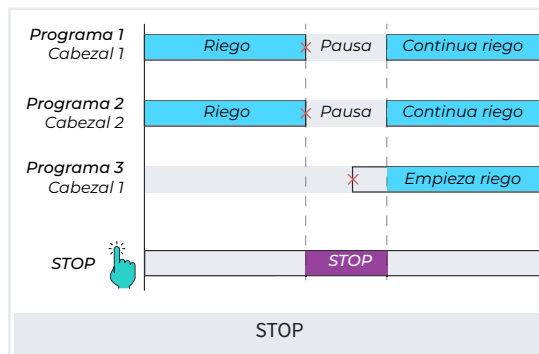 Programa 1
Cabezal 1
Riego Pausa Continua riego
Programa 2
Cabezal 2
Riego Pausa Continua riego
Programa 3
Cabezal 1
Empieza riego
STOP
STOP
STOP